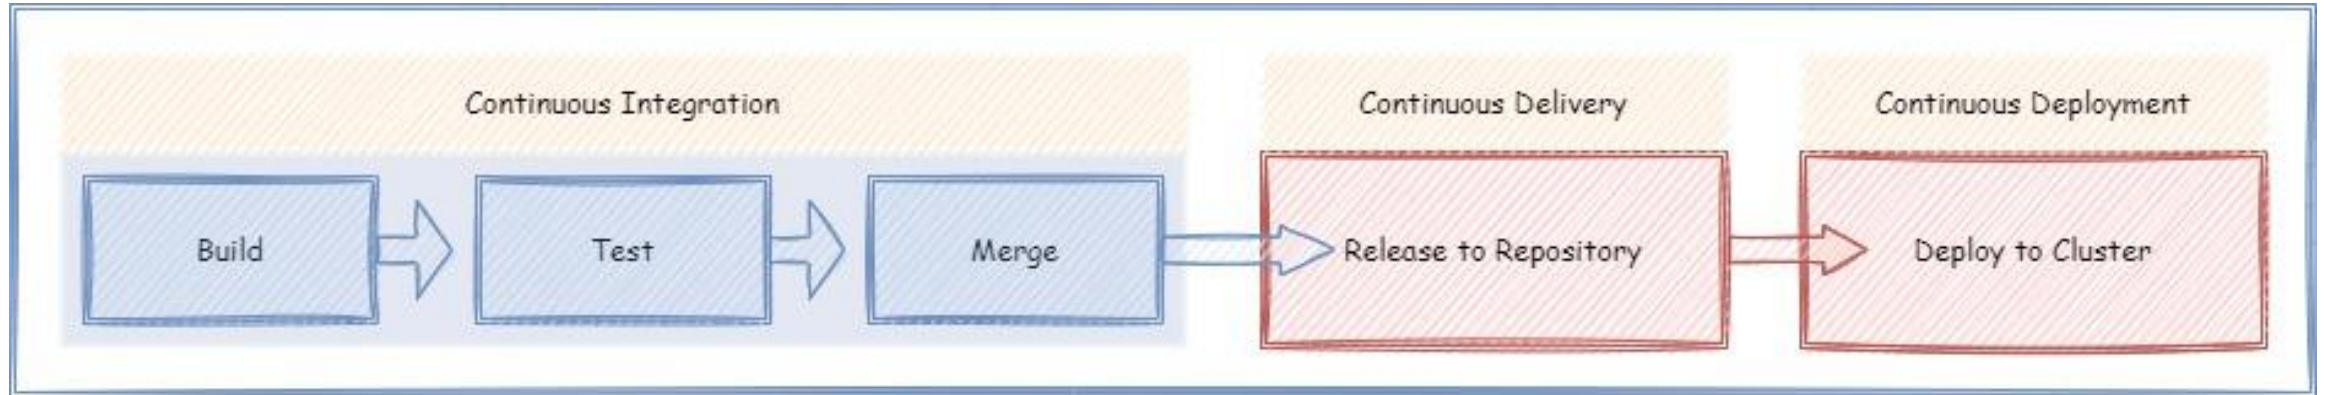 Continuous Integration
Continuous Delivery
Continuous Deployment
Build
Test
Merge
Release to Repository
Deploy to Cluster